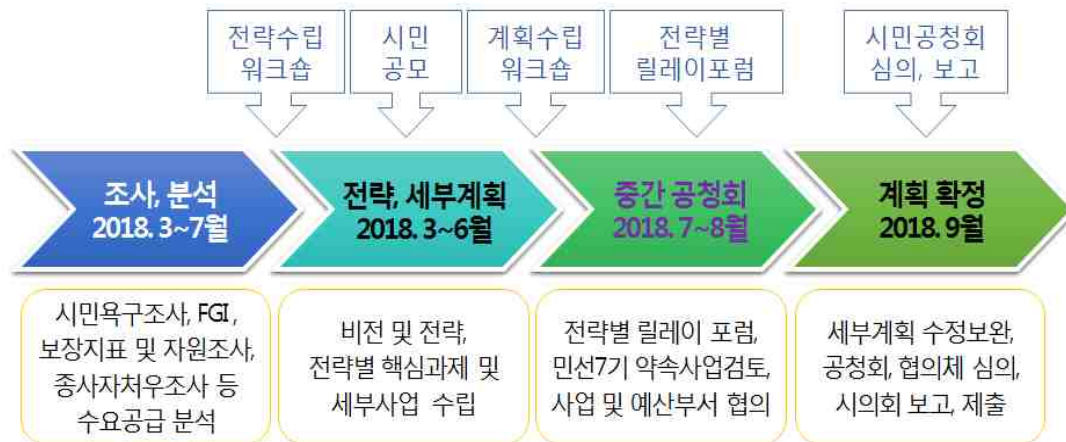 전략수립
워크숍
시민
공모
계획수립
워크숍
전략별
릴레이포럼
시민공청회
심의, 보고
조사, 분석
2018. 3~7월
전략, 세부계획
2018. 3~6월
중간 공청회
2018. 7~8월
계획 확정
2018. 9월
시민욕구조사, FGI,
보장지표 및 자원조사,
종사자처우조사 등
수요공급 분석
비전 및 전략,
전략별 핵심과제 및
세부사업 수립
전략별 릴레이 포럼,
민선7기 약속사업검토,
사업 및 예산부서 협의
세부계획 수정보완,
공청회, 협의체 심의,
시의회 보고, 제출